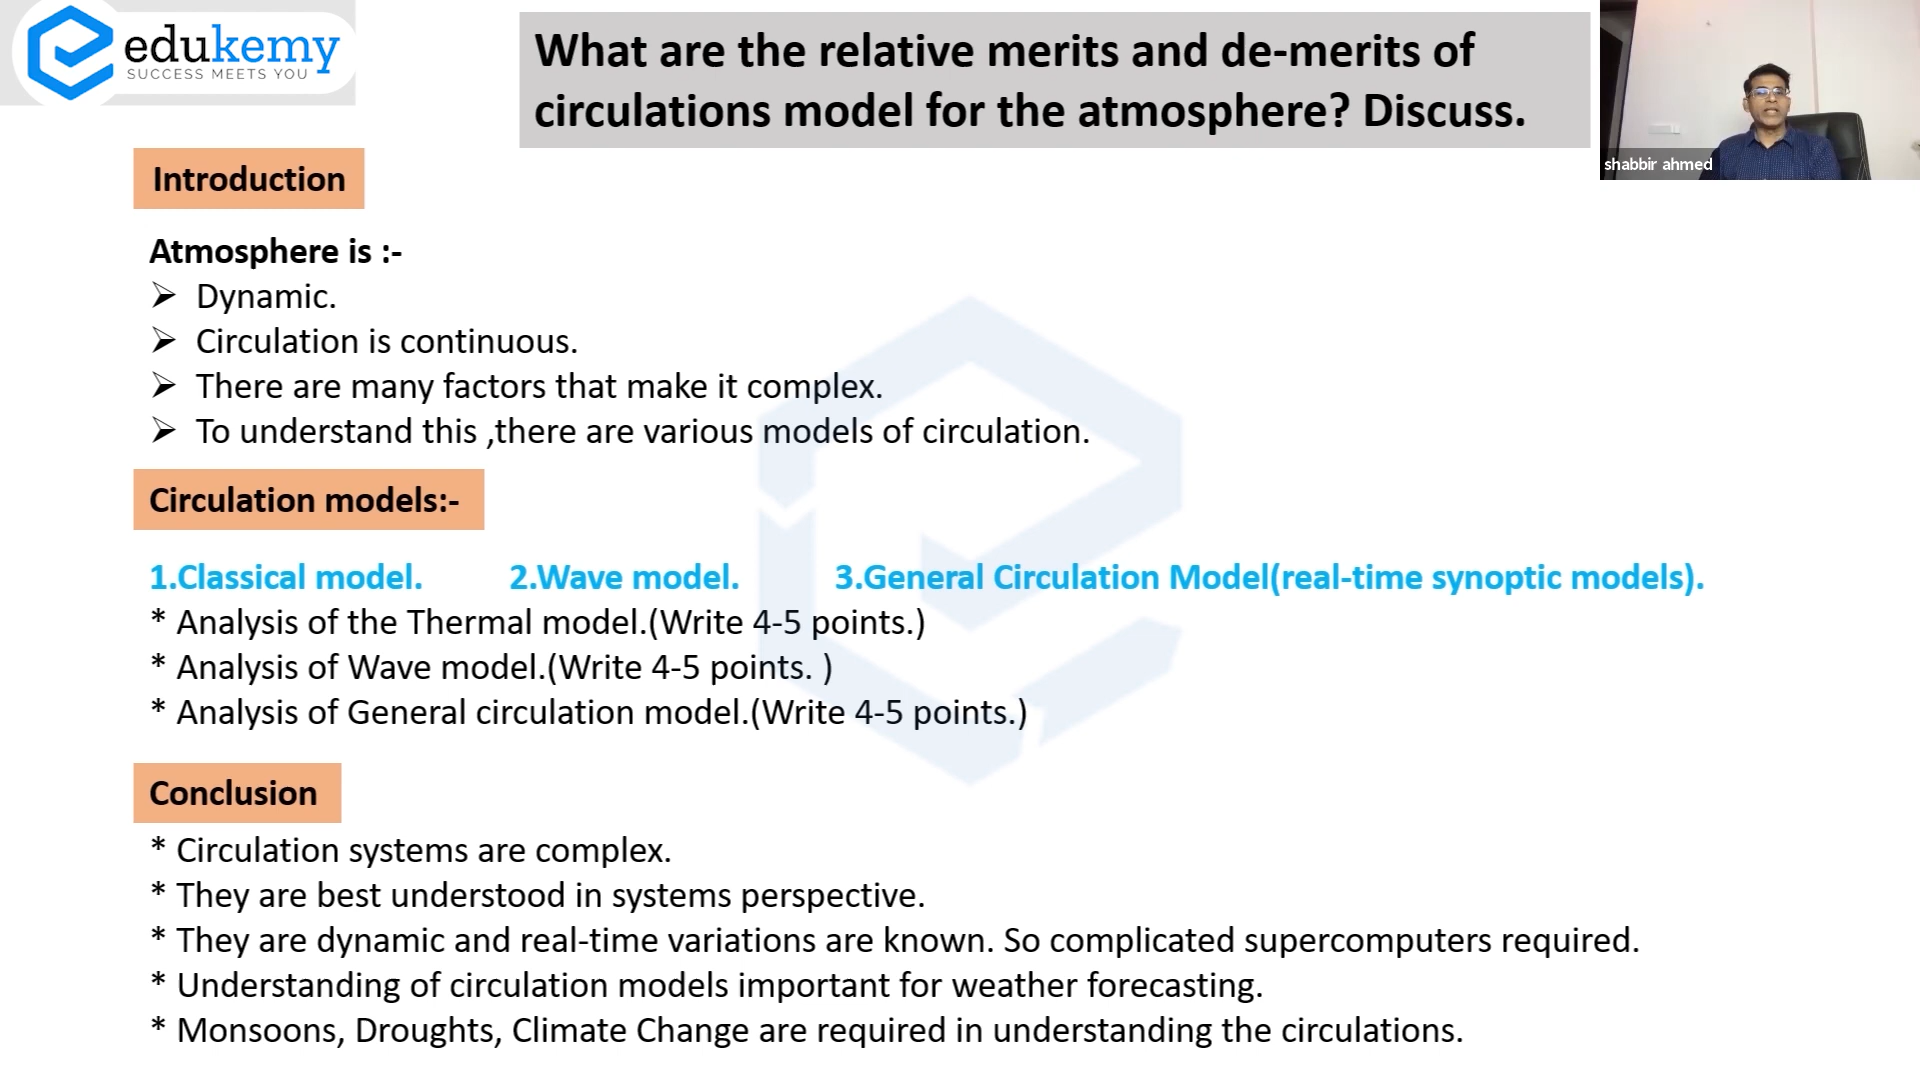 edukemy
SUCCESS MEETS YOU
What are the relative merits and de-merits of
circulations model for the atmosphere? Discuss.
shabbir ahmed
Introduction
Atmosphere is :-
➢ Dynamic.
➢ Circulation is continuous.
➢ There are many factors that make it complex.
➢ To understand this ,there are various models of circulation.
Circulation models:-
1.Classical model. 2.Wave model. 3.General Circulation Model(real-time synoptic models).
* Analysis of the Thermal model.(Write 4-5 points.)
* Analysis of Wave model.(Write 4-5 points. )
* Analysis of General circulation model.(Write 4-5 points.)
Conclusion
* Circulation systems are complex.
* They are best understood in systems perspective.
* They are dynamic and real-time variations are known. So complicated supercomputers required.
* Understanding of circulation models important for weather forecasting.
* Monsoons, Droughts, Climate Change are required in understanding the circulations.